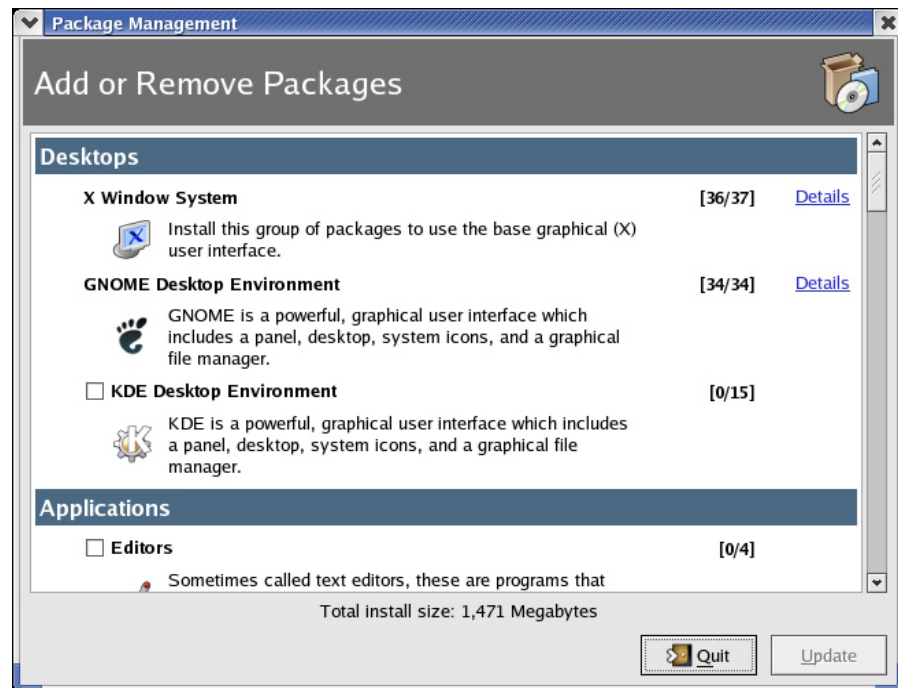 Package Management
Add or Remove Packages
Desktops
X Window System [36/37] Details
Install this group of packages to use the base graphical (X)
user interface.
GNOME Desktop Environment [34/34] Details
GNOME is a powerful, graphical user interface which
includes a panel, desktop, system icons, and a graphical
file manager.
KDE Desktop Environment [0/15]
KDE is a powerful, graphical user interface which includes
a panel, desktop, system icons, and a graphical file
manager.
Applications
Editors [0/4]
Sometimes called text editors, these are programs that
Total install size: 1,471 Megabytes
Quit Update